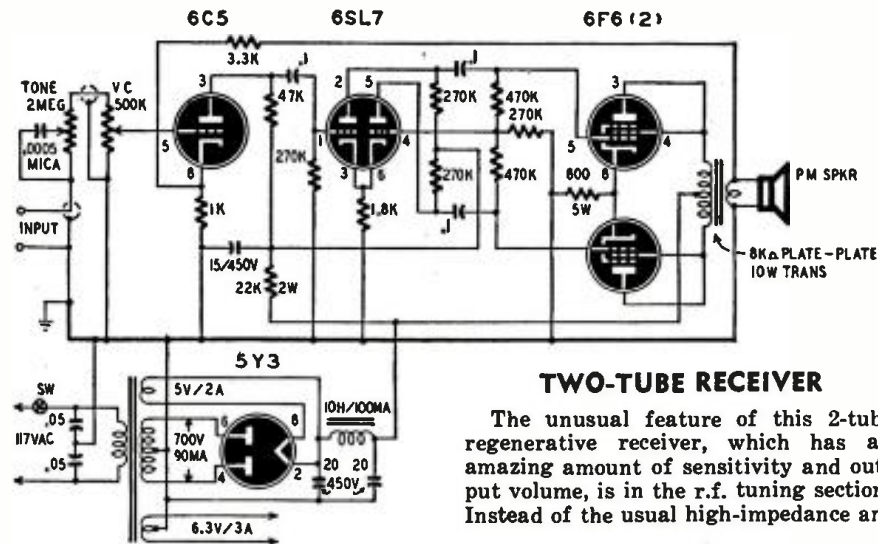 6C5 6SL7 6F6(2)
3.3K
TONE 2MEG
VC 500K
.0005 MICA
INPUT
3
5
8
47K
.1
270K
1K
15/450V
22K 2W
2 5
1 4
3 6
1.8K
270K
270K
.1
.1
470K
270K
470K
3
5 4
8
600 5W
PM SPKR
8KΩ PLATE-PLATE
10W TRANS
5Y3
SW
117VAC
.05
.05
5V/2A
700V
90MA
6 8
4 2
10H/100MA
20 20
450V
6.3V/3A
TWO-TUBE RECEIVER
The unusual feature of this 2-tub
regenerative receiver, which has a
amazing amount of sensitivity and out
put volume, is in the r.f. tuning section
Instead of the usual high-impedance an